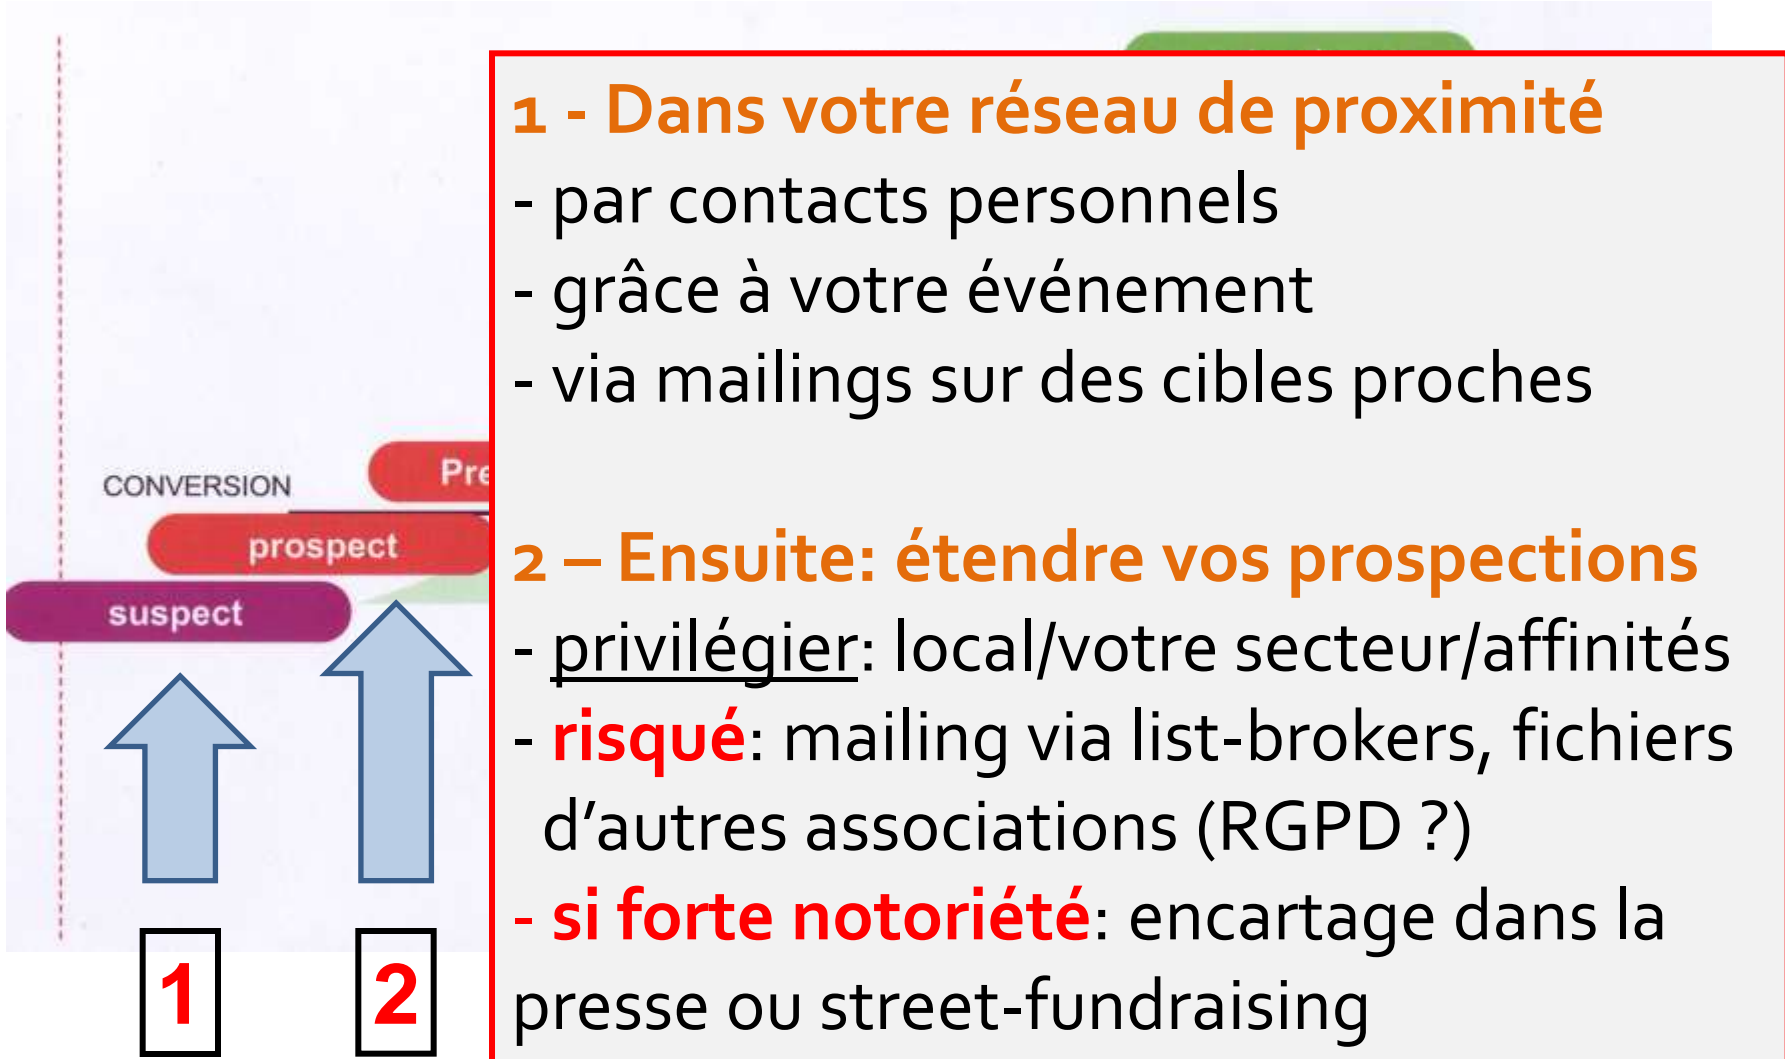 1 - Dans votre réseau de proximité
- par contacts personnels
- grâce à votre événement
- via mailings sur des cibles proches
2 – Ensuite: étendre vos prospections
- privilégier: local/votre secteur/affinités
- risqué: mailing via list-brokers, fichiers
d’autres associations (RGPD ?)
- si forte notoriété: encartage dans la
presse ou street-fundraising
CONVERSION
Pre
prospect
suspect
1
2